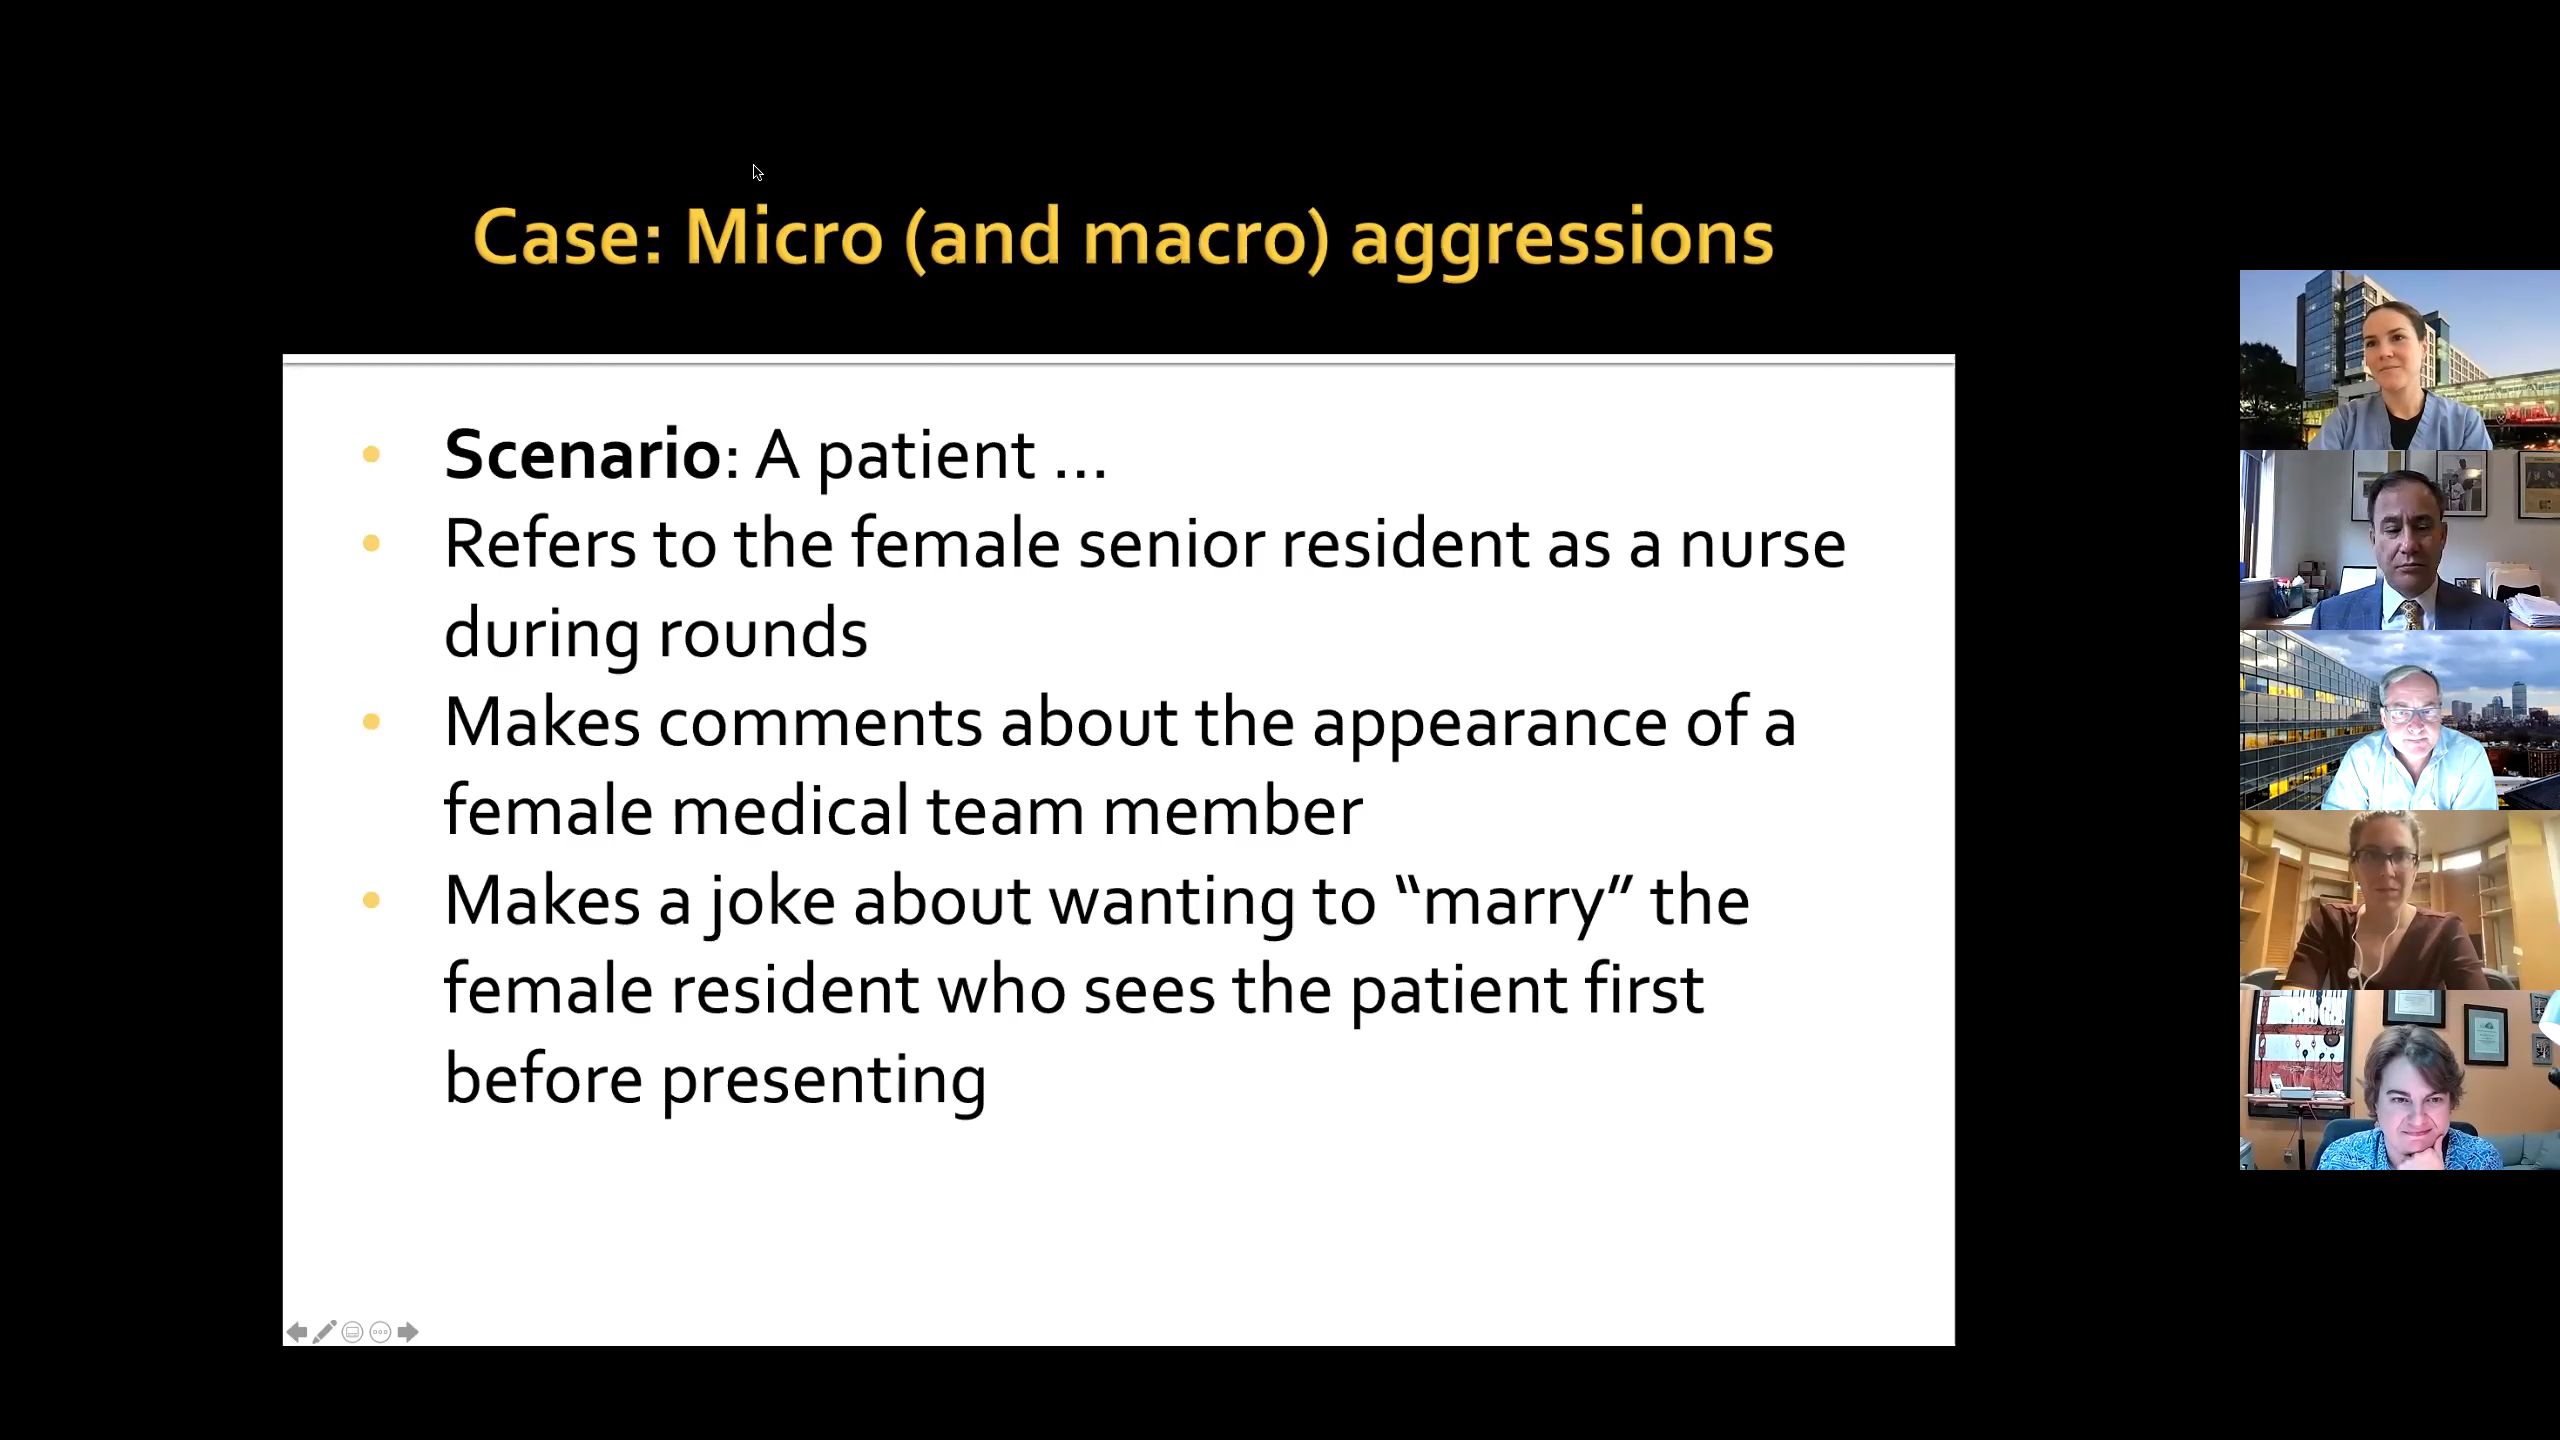 Case: Micro (and macro) aggressions
Scenario: A patient ...
Refers to the female senior resident as a nurse
during rounds
Makes comments about the appearance of a
female medical team member
Makes a joke about wanting to “marry” the
female resident who sees the patient first
before presenting